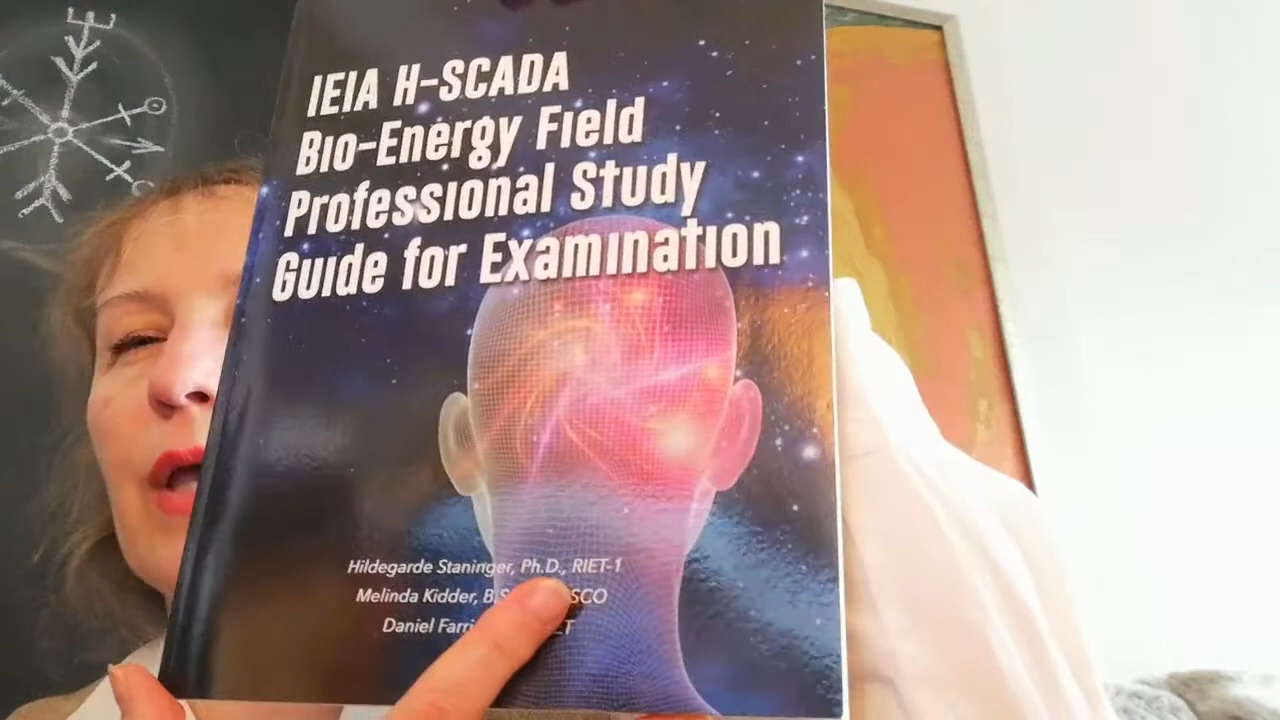 IEIA H-SCADA
Bio-Energy Field
Professional Study
Guide for Examination
Hildegarde Staninger, Ph.D., RIET-1
Melinda Kidder,
Daniel